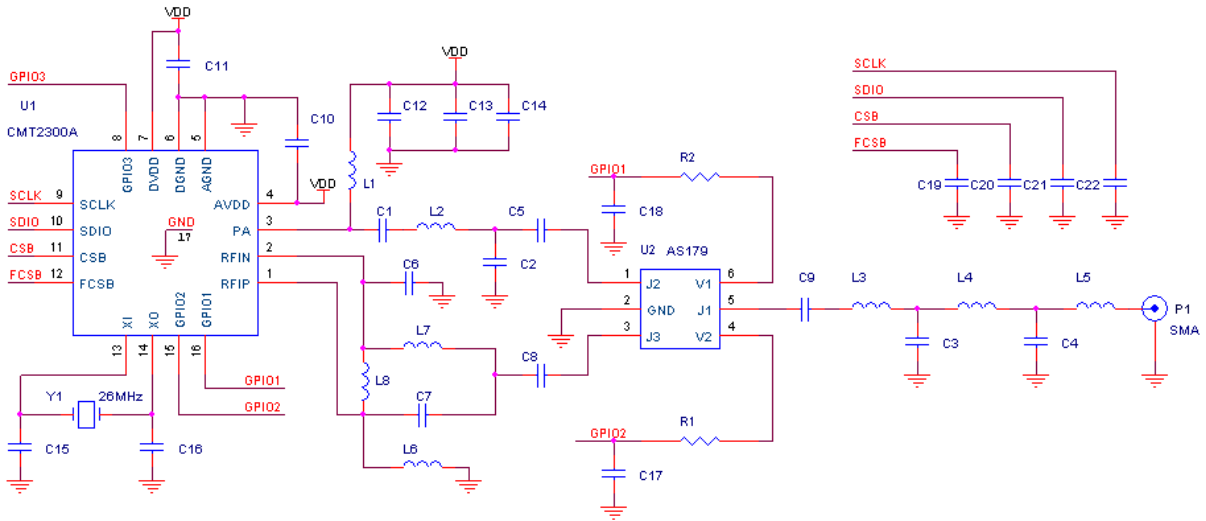 VDD
C11
GPIO3
U1
CMT2300A
C10
VDD
8
7
6
5
GPIO3
DVDD
DGND
AGND
VDD
C12
C13
C14
L1
SCLK
9
SCLK
AVDD
4
SDIO
10
SDIO
GND
17
PA
3
CSB
11
CSB
RFIN
2
FCSB
12
FCSB
RFIP
1
XI
XO
GPIO2
GPIO1
13
14
15
16
GPIO1
GPIO2
Y1
26MHz
C15
C16
C1
L2
C5
C2
C6
L7
L8
C7
C8
L6
GPIO1
R2
C18
U2
AS179
1
J2
V1
6
2
GND
J1
5
3
J3
V2
4
GPIO2
R1
C17
C9
L3
L4
L5
C3
C4
P1
SMA
SCLK
SDIO
CSB
FCSB
C19
C20
C21
C22